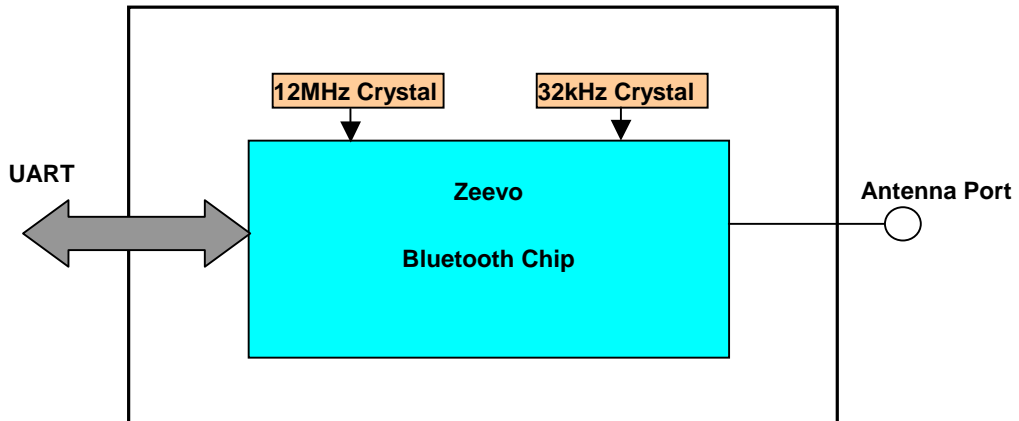 12MHz Crystal
32kHz Crystal
UART
Zeevo
Antenna Port
Bluetooth Chip